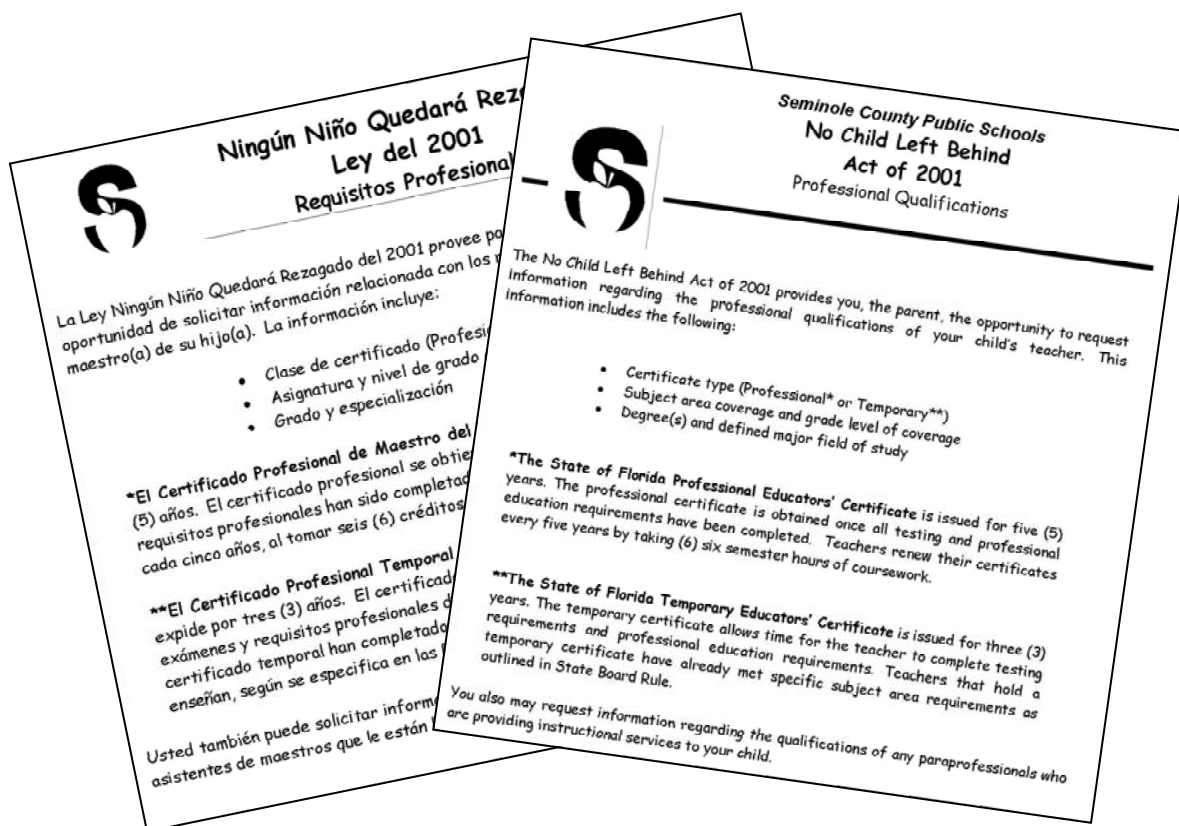 Ningún Niño Quedará
Ley del 2001
Requisitos
La Ley Ningún Niño Quedará Rezagado del 2001 provee
oportunidad de solicitar información relacionada con los
maestro(a) de su hijo(a). La información incluye:
• Clase de certificado
• Asignatura y nivel de grado
• Grado y especialización
*El Certificado Profesional de Maestro del
(5) años. El certificado profesional se
requisitos profesionales han sido
cada cinco años, al tomar seis (6) créditos
**El Certificado Profesional Temporal
expide por tres (3) años. El
exámenes y requisitos profesionales
certificado temporal han
enseñan, según se especifica en las
Usted también puede solicitar
asistentes de maestros que le están
Seminole County Public Schools
No Child Left Behind
Act of 2001
Professional Qualifications
The No Child Left Behind Act of 2001 provides you, the parent, the opportunity to request
information regarding the professional qualifications of your child's teacher. This
information includes the following:
• Certificate type (Professional* or Temporary**)
• Subject area coverage and grade level of coverage
• Degree(s) and defined major field of study
*The State of Florida Professional Educators' Certificate is issued for five (5)
years. The professional certificate is obtained once all testing and professional
education requirements have been completed. Teachers renew their certificates
every five years by taking (6) six semester hours of coursework.
**The State of Florida Temporary Educators' Certificate is issued for three (3)
years. The temporary certificate allows time for the teacher to complete testing
requirements and professional education requirements. Teachers that hold a
temporary certificate have already met specific subject area requirements as
outlined in State Board Rule.
You also may request information regarding the qualifications of any paraprofessionals who
are providing instructional services to your child.